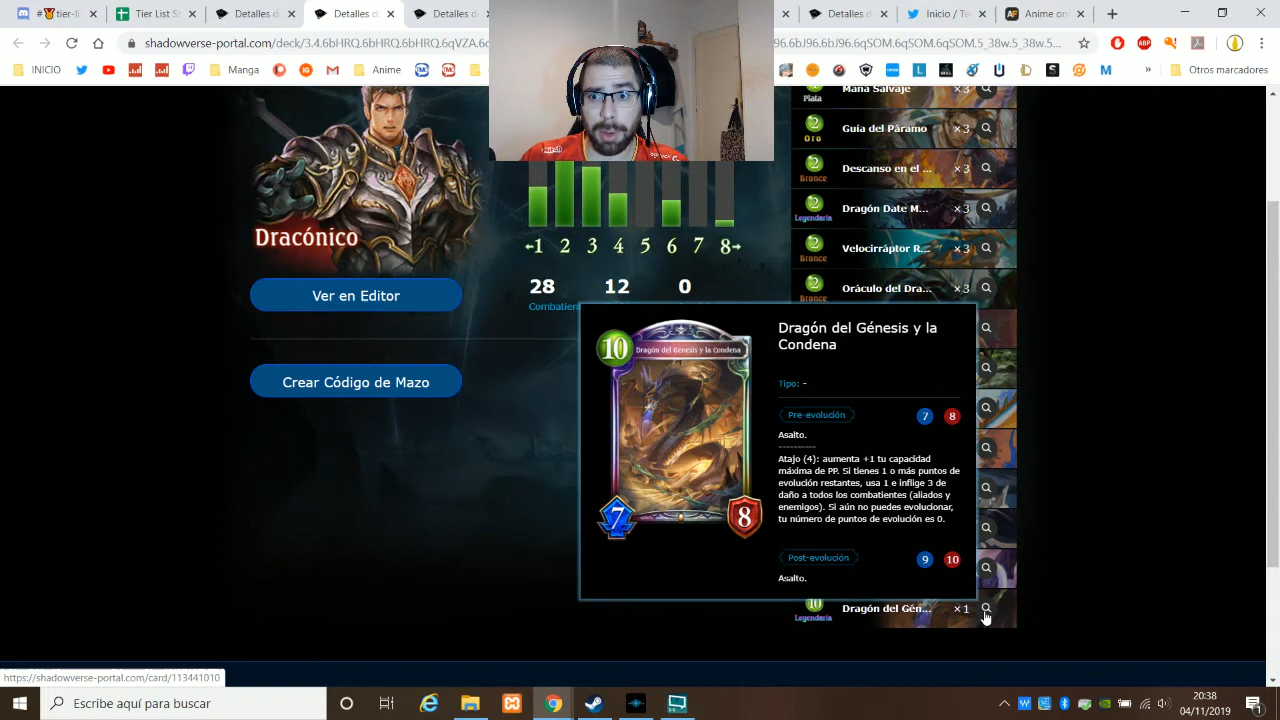 Tier List S
Detalles
Detalles
Detalles d
Inicio / Tw
Anime onl
shadowverse-portal.com/deck/3.4.6bHRQ.6bHRQ.6bHRQ.6qVZA.6q
96.6bJ96.6bJ96.6qSOM.6qSOM.5_38w.5_38w.5...
ABP
INICIO
Manga
Anime
Otros marcadores
Plata
Maná Salvaje
×3
2
Oro
Guía del Páramo
×3
2
Bronce
Descanso en el ...
×3
2
Legendaria
Dragón Date M...
×3
2
Bronce
Velocirráptor R...
×3
2
Bronce
Oráculo del Dra...
×3
Dracónico
Ver en Editor
Crear Código de Mazo
←1 2 3 4 5 6 7 8→
28 12 0
Combatient
10
Dragón del Génesis y la Condena
7
8
Dragón del Génesis y la
Condena
Tipo: -
Pre-evolución
7 8
Asalto.
----------
Atajo (4): aumenta +1 tu capacidad
máxima de PP. Si tienes 1 o más puntos de
evolución restantes, usa 1 e inflige 3 de
daño a todos los combatientes (aliados y
enemigos). Si aún no puedes evolucionar,
tu número de puntos de evolución es 0.
Post-evolución
9 10
Asalto.
10
Legendaria
Dragón del Gén...
×1
https://shadowverse-portal.com/card/113441010
Escribe aquí para buscar
20:38
04/11/2019